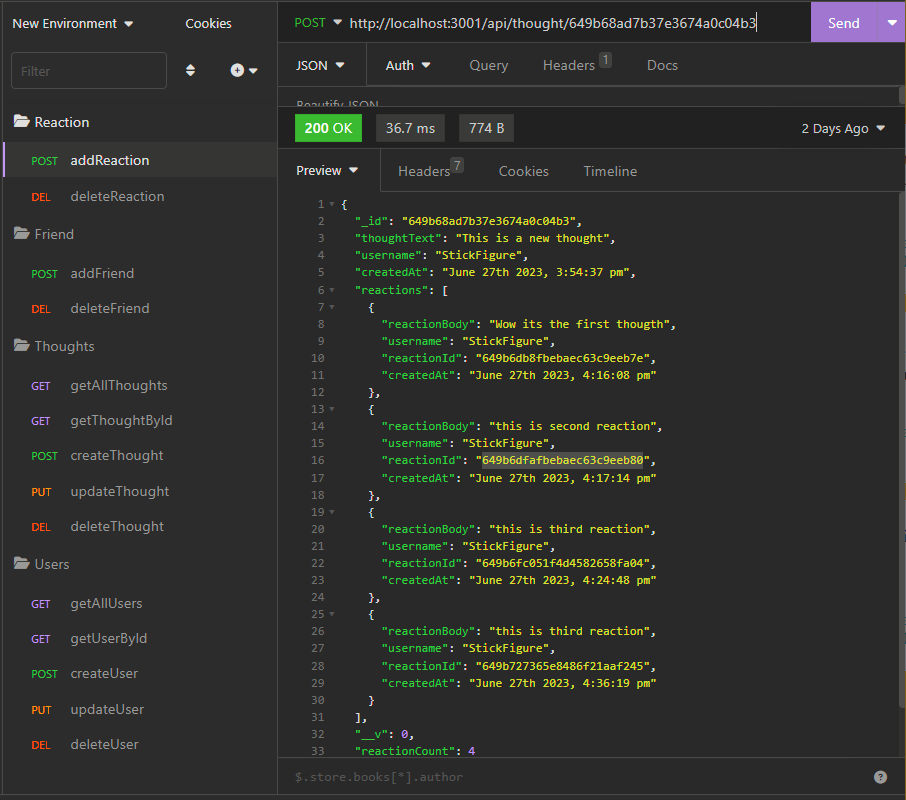 New Environment
Cookies
Filter
Reaction
POST addReaction
DEL deleteReaction
Friend
POST addFriend
DEL deleteFriend
Thoughts
GET getAllThoughts
GET getThoughtById
POST createThought
PUT updateThought
DEL deleteThought
Users
GET getAllUsers
GET getUserById
POST createUser
PUT updateUser
DEL deleteUser
POST http://localhost:3001/api/thought/649b68ad7b37e3674a0c04b3 Send
JSON Auth Query Headers 1 Docs
Beautify JSON
200 OK 36.7 ms 774 B 2 Days Ago
Preview Headers 7 Cookies Timeline
1 {
2 "_id": "649b68ad7b37e3674a0c04b3",
3 "thoughtText": "This is a new thought",
4 "username": "StickFigure",
5 "createdAt": "June 27th 2023, 3:54:37 pm",
6 "reactions": [
7 {
8 "reactionBody": "Wow its the first thougth",
9 "username": "StickFigure",
10 "reactionId": "649b6db8fbebaec63c9eeb7e",
11 "createdAt": "June 27th 2023, 4:16:08 pm"
12 },
13 {
14 "reactionBody": "this is second reaction",
15 "username": "StickFigure",
16 "reactionId": "649b6dfafbebaec63c9eeb80",
17 "createdAt": "June 27th 2023, 4:17:14 pm"
18 },
19 {
20 "reactionBody": "this is third reaction",
21 "username": "StickFigure",
22 "reactionId": "649b6fc051f4d4582658fa04",
23 "createdAt": "June 27th 2023, 4:24:48 pm"
24 },
25 {
26 "reactionBody": "this is third reaction",
27 "username": "StickFigure",
28 "reactionId": "649b727365e8486f21aaf245",
29 "createdAt": "June 27th 2023, 4:36:19 pm"
30 }
31 ],
32 "__v": 0,
33 "reactionCount": 4
$.store.books[*].author